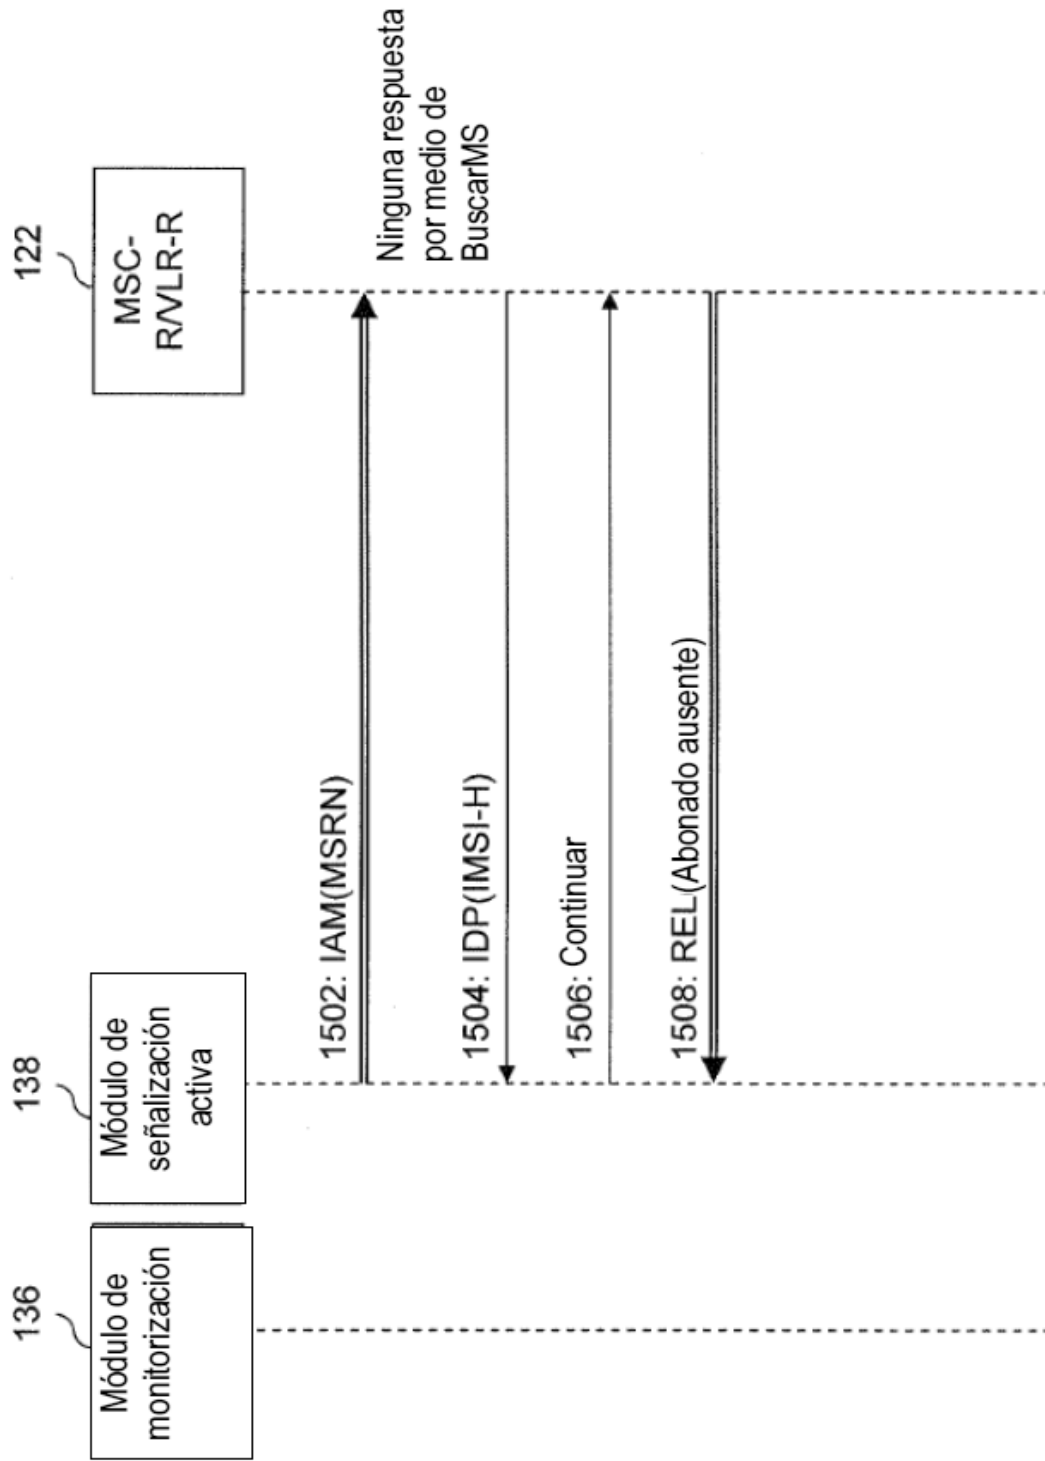 136
Módulo de
monitorización
138
Módulo de
señalización
activa
122
MSC-
R/VLR-R
1502: IAM(MSRN)
Ninguna respuesta
por medio de
BuscarMS
1504: IDP(IMSI-H)
1506: Continuar
1508: REL(Abonado ausente)